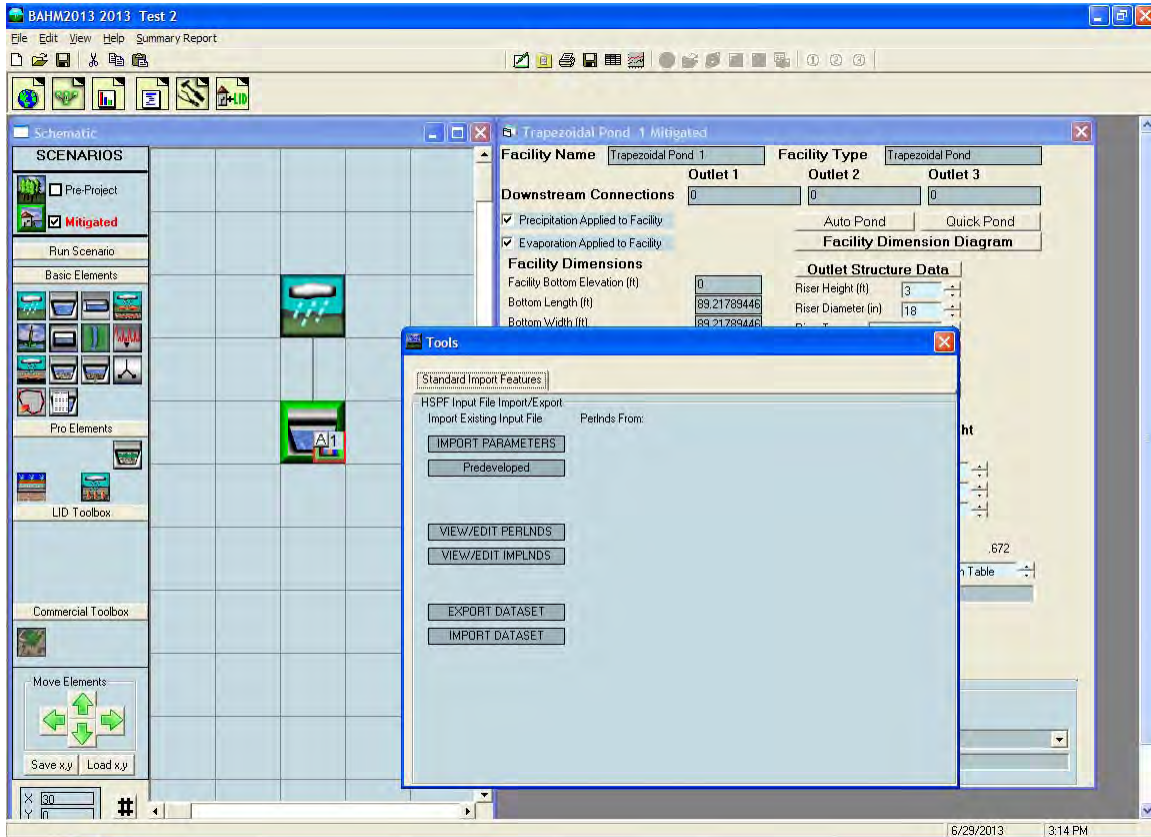 BAHM2013 2013 Test 2
File Edit View Help Summary Report
Schematic
SCENARIOS
Pre-Project
Mitigated
Run Scenario
Basic Elements
Pro Elements
LID Toolbox
Commercial Toolbox
Move Elements
Save x,y Load x,y
X 30
Y 0
#
A 1
+LID
Trapezoidal Pond 1 Mitigated
Facility Name Trapezoidal Pond 1 Facility Type Trapezoidal Pond
Outlet 1 Outlet 2 Outlet 3
Downstream Connections 0 0 0
Precipitation Applied to Facility Auto Pond Quick Pond
Evaporation Applied to Facility Facility Dimension Diagram
Facility Dimensions Outlet Structure Data
Facility Bottom Elevation (ft) 0 Riser Height (ft) 3
Bottom Length (ft) 89.21789446 Riser Diameter (in) 18
Bottom Width (ft) 89.21789446
Tools
Standard Import Features
HSPF Input File Import/Export
Import Existing Input File Perlnds From:
IMPORT PARAMETERS
Predeveloped
VIEW/EDIT PERLNDS
VIEW/EDIT IMPLNDS
EXPORT DATASET
IMPORT DATASET
ht
.672
Table
6/29/2013 3:14 PM